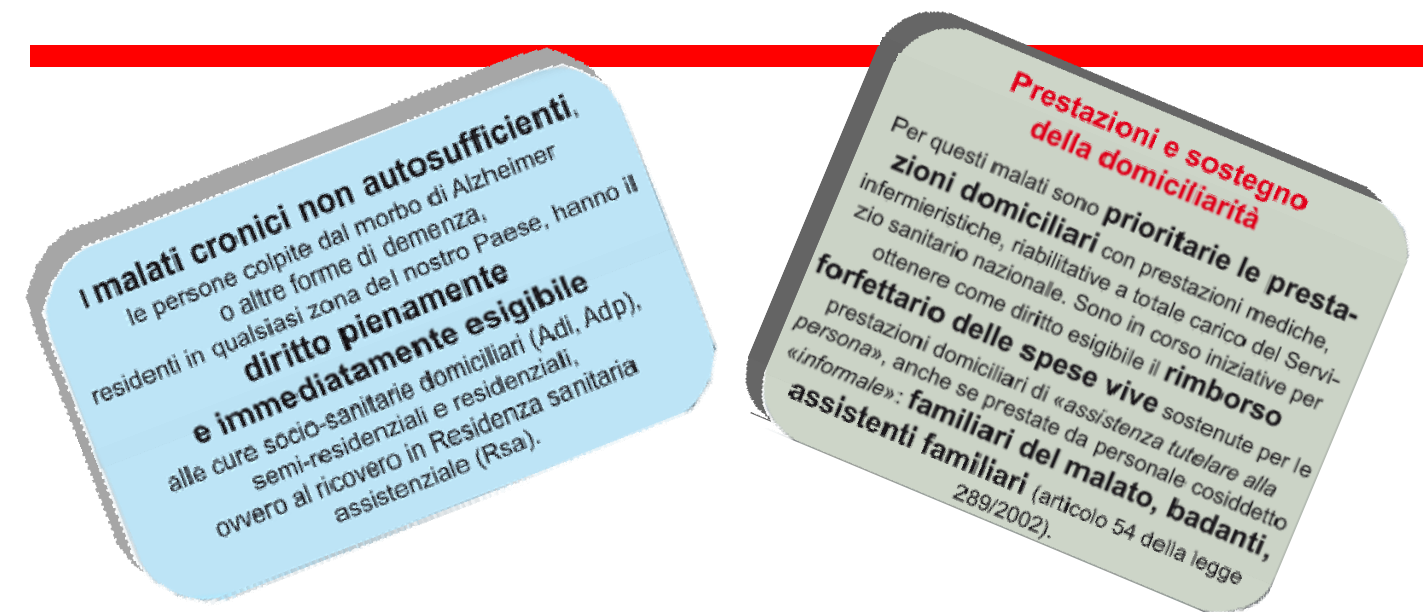 I malati cronici non autosufficienti,
le persone colpite dal morbo di Alzheimer
o altre forme di demenza,
residenti in qualsiasi zona del nostro Paese, hanno il
diritto pienamente
e immediatamente esigibile
alle cure socio-sanitarie domiciliari (Adi, Adp),
semi-residenziali e residenziali,
ovvero al ricovero in Residenza sanitaria
assistenziale (Rsa).
Prestazioni e sostegno
della domiciliarità
Per questi malati sono prioritarie le presta-
zioni domiciliari con prestazioni mediche,
infermieristiche, riabilitative a totale carico del Servi-
zio sanitario nazionale. Sono in corso iniziative per
ottenere come diritto esigibile il rimborso
forfettario delle spese vive sostenute per le
prestazioni domiciliari di «assistenza tutelare alla
persona», anche se prestate da personale cosiddetto
«informale»: familiari del malato, badanti,
assistenti familiari (articolo 54 della legge
289/2002).